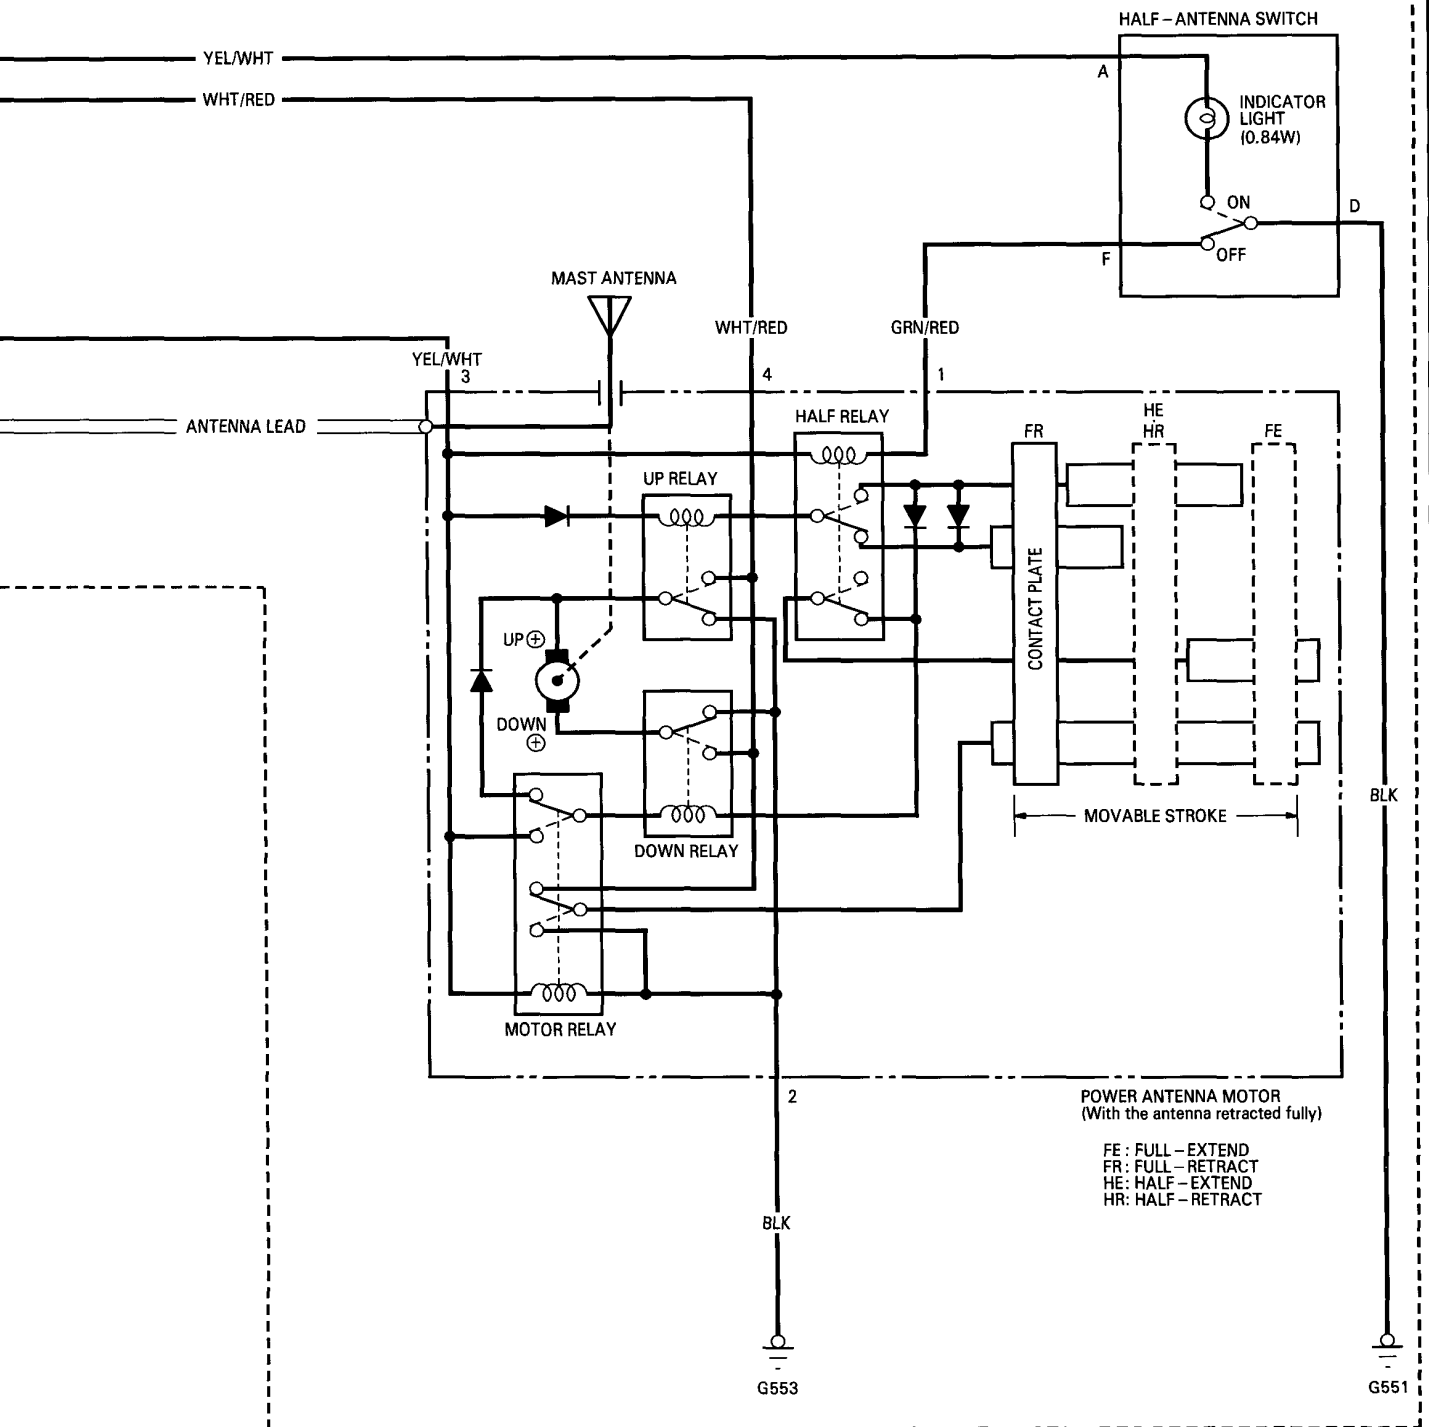 HALF-ANTENNA SWITCH
YEL/WHT
A
WHT/RED
INDICATOR
LIGHT
(0.84W)
ON
D
OFF
F
MAST ANTENNA
WHT/RED
GRN/RED
YEL/WHT
3
4
1
ANTENNA LEAD
HALF RELAY
HE
HR
FR
FE
UP RELAY
CONTACT PLATE
UP⊕
DOWN
⊕
BLK
MOVABLE STROKE
DOWN RELAY
MOTOR RELAY
2
POWER ANTENNA MOTOR
(With the antenna retracted fully)
FE: FULL-EXTEND
FR: FULL-RETRACT
HE: HALF-EXTEND
HR: HALF-RETRACT
BLK
G553
G551